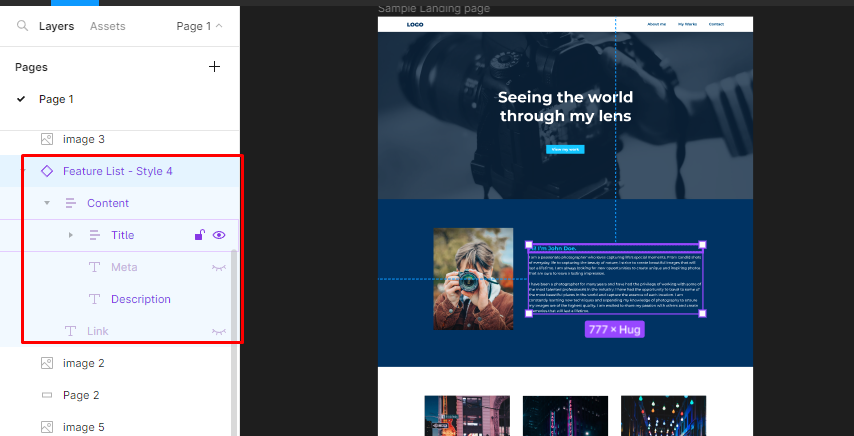 Sample Landing page
Layers
Assets
Page 1
Pages
Page 1
image 3
Feature List - Style 4
Content
Title
Meta
Description
Link
image 2
Page 2
image 5
LOGO
About me
My Works
Contact
Seeing the world
through my lens
View my work
Hi I'm John Doe.
I am a passionate photographer who loves capturing life's special moments. From candid shots
of everyday life to capturing the beauty of nature, I strive to create beautiful images that will
last a lifetime. I am always looking for new opportunities to create unique and inspiring photos
that are sure to leave a lasting impression.
I have been a photographer for many years and have had the privilege of working with some of
the most talented professionals in the industry. I have had the opportunity to travel to some of
the most beautiful places in the world and capture the essence of each location. I am
constantly learning new techniques and expanding my knowledge of photography to ensure
my images are of the highest quality. I am excited to share my passion with others and create
memories that will last a lifetime.
777 × Hug